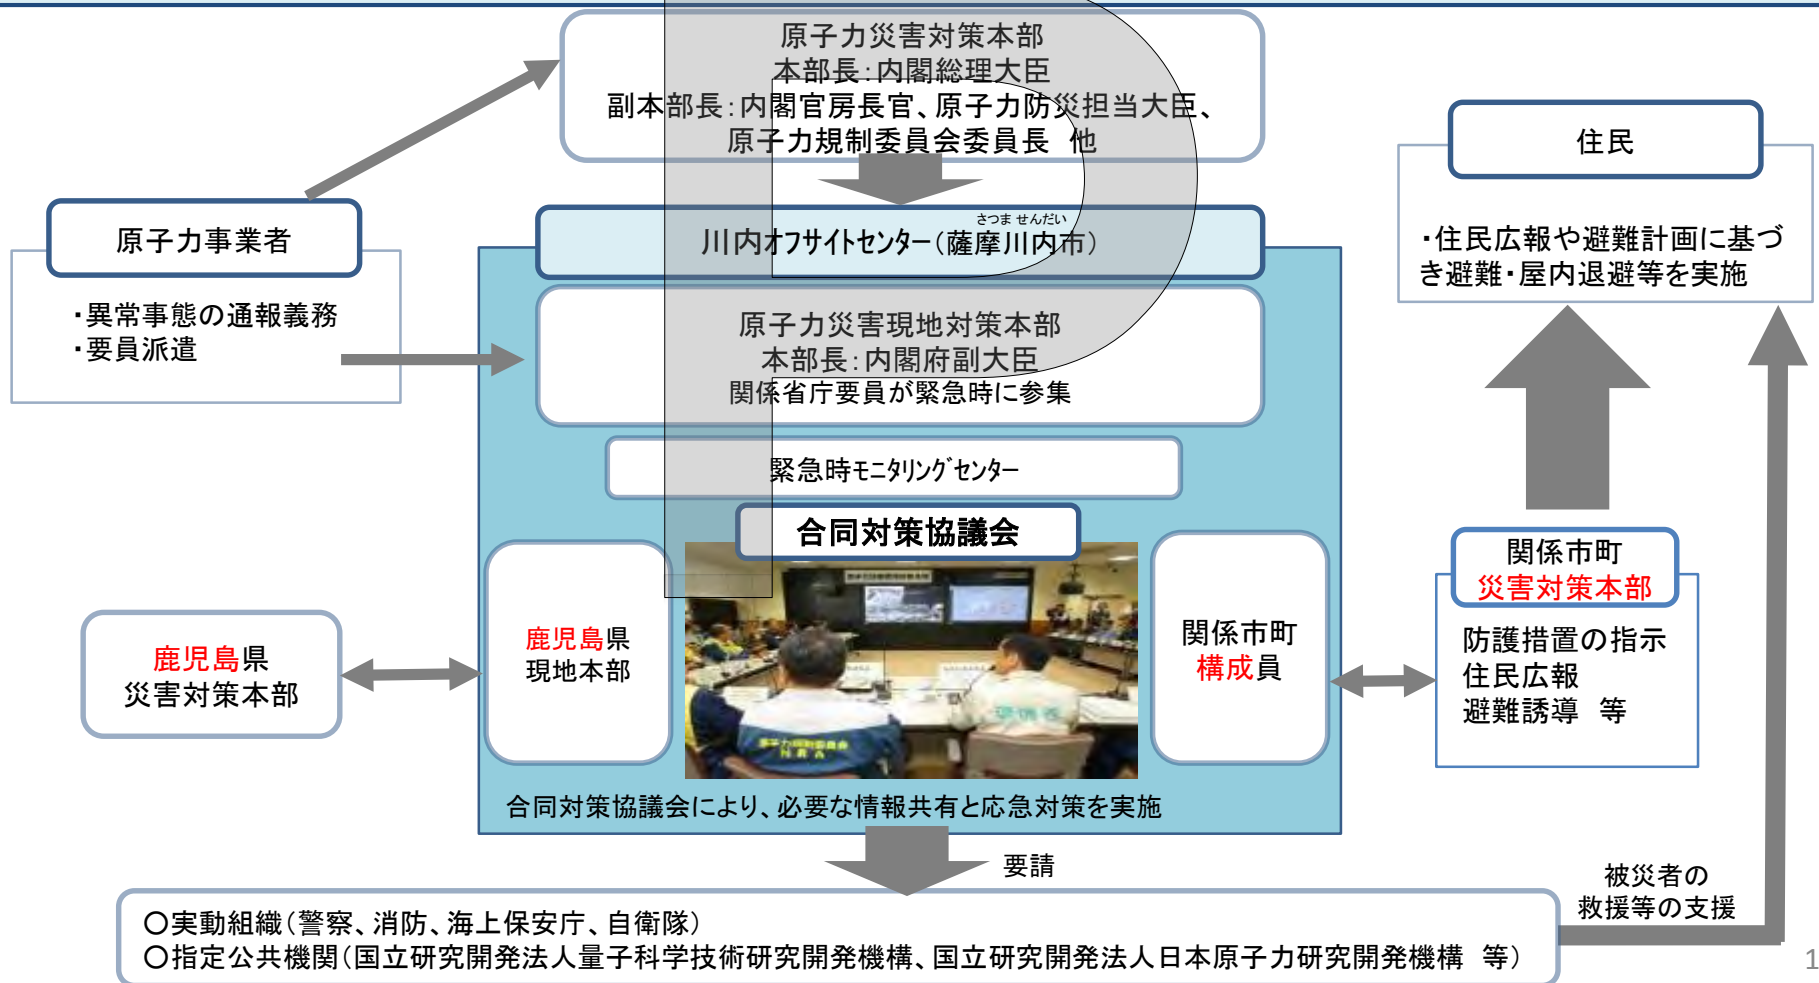 原子力災害対策本部
本部長：内閣総理大臣
副本部長：内閣官房長官、原子力防災担当大臣、
原子力規制委員会委員長　他
住民
・住民広報や避難計画に基づ
き避難・屋内退避等を実施
原子力事業者
・異常事態の通報義務
・要員派遣
さつま せんだい
川内オフサイトセンター（薩摩川内市）
原子力災害現地対策本部
本部長：内閣府副大臣
関係省庁要員が緊急時に参集
緊急時モニタリングセンター
合同対策協議会
鹿児島県
災害対策本部
鹿児島県
現地本部
関係市町
構成員
関係市町
災害対策本部
防護措置の指示
住民広報
避難誘導　等
合同対策協議会により、必要な情報共有と応急対策を実施
要請
被災者の
救援等の支援
○実動組織（警察、消防、海上保安庁、自衛隊）
○指定公共機関（国立研究開発法人量子科学技術研究開発機構、国立研究開発法人日本原子力研究開発機構　等）
1